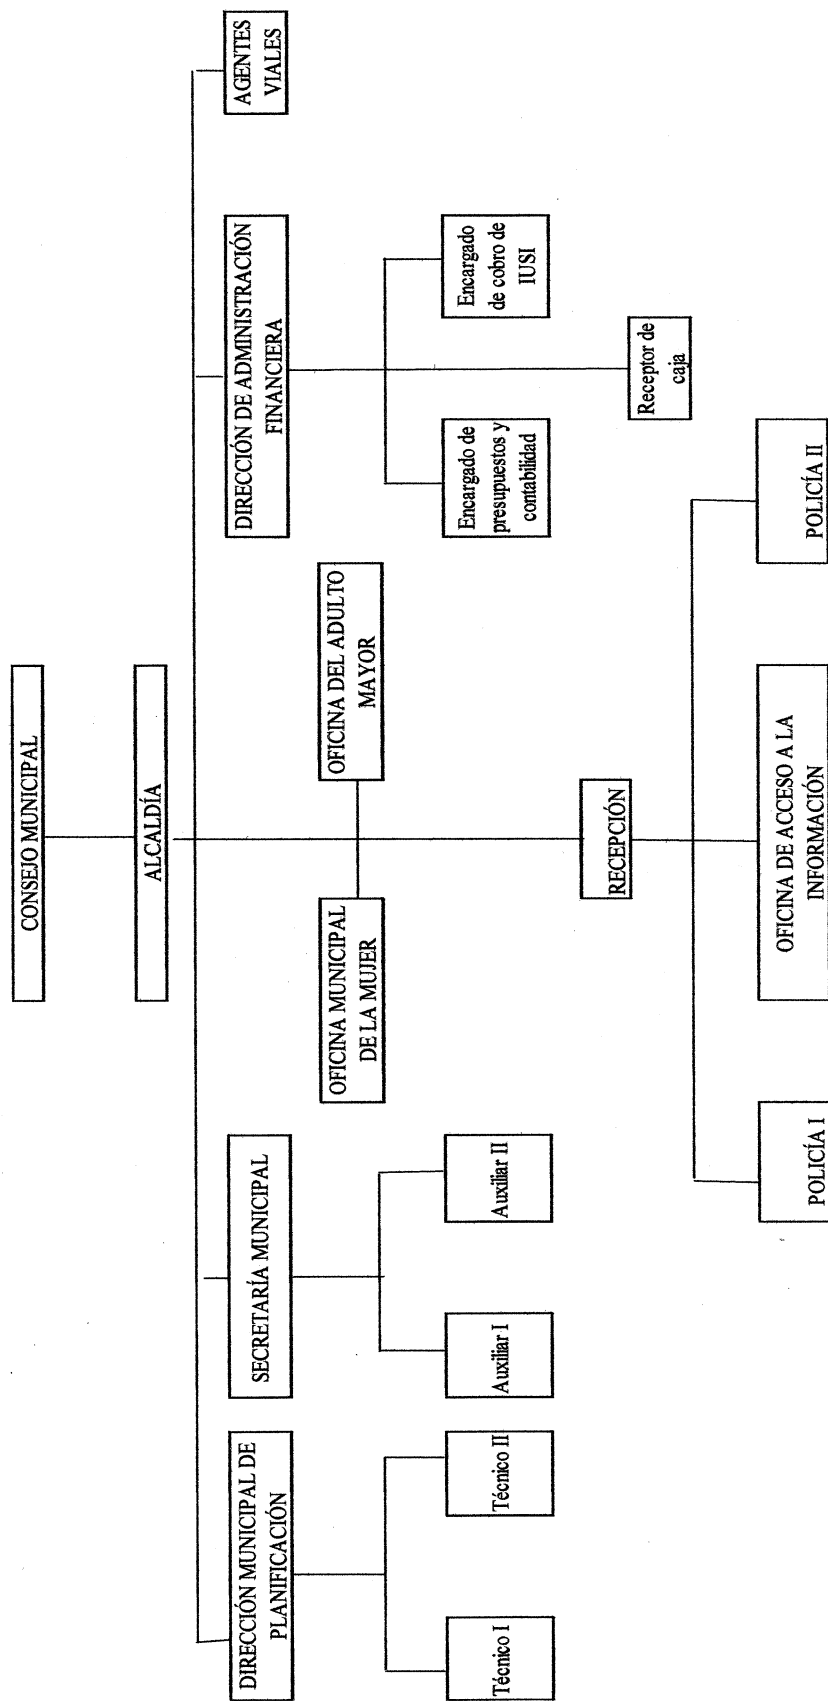 CONSEJO MUNICIPAL
ALCALDÍA
DIRECCIÓN MUNICIPAL DE
PLANIFICACIÓN
SECRETARÍA MUNICIPAL
DIRECCIÓN DE ADMINISTRACIÓN
FINANCIERA
AGENTES
VIALES
OFICINA MUNICIPAL
DE LA MUJER
OFICINA DEL ADULTO
MAYOR
Técnico I
Técnico II
Auxiliar I
Auxiliar II
Encargado de
presupuestos y
contabilidad
Encargado
de cobro de
IUSI
RECEPCIÓN
Receptor de
caja
POLICÍA I
OFICINA DE ACCESO A LA
INFORMACIÓN
POLICÍA II